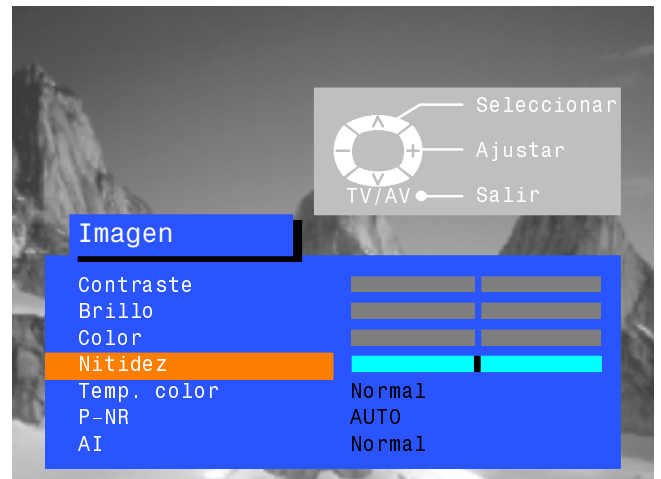 Seleccionar
Ajustar
TV/AV Salir
Imagen
Contraste
Brillo
Color
Nitidez
Temp. color Normal
P-NR AUTO
AI Normal